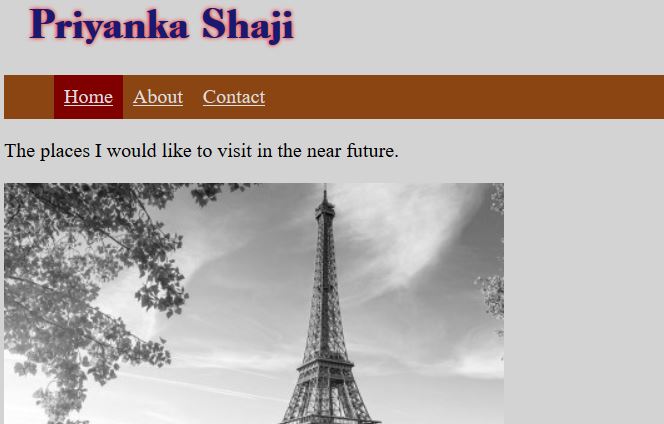 Priyanka Shaji
Home About Contact
The places I would like to visit in the near future.